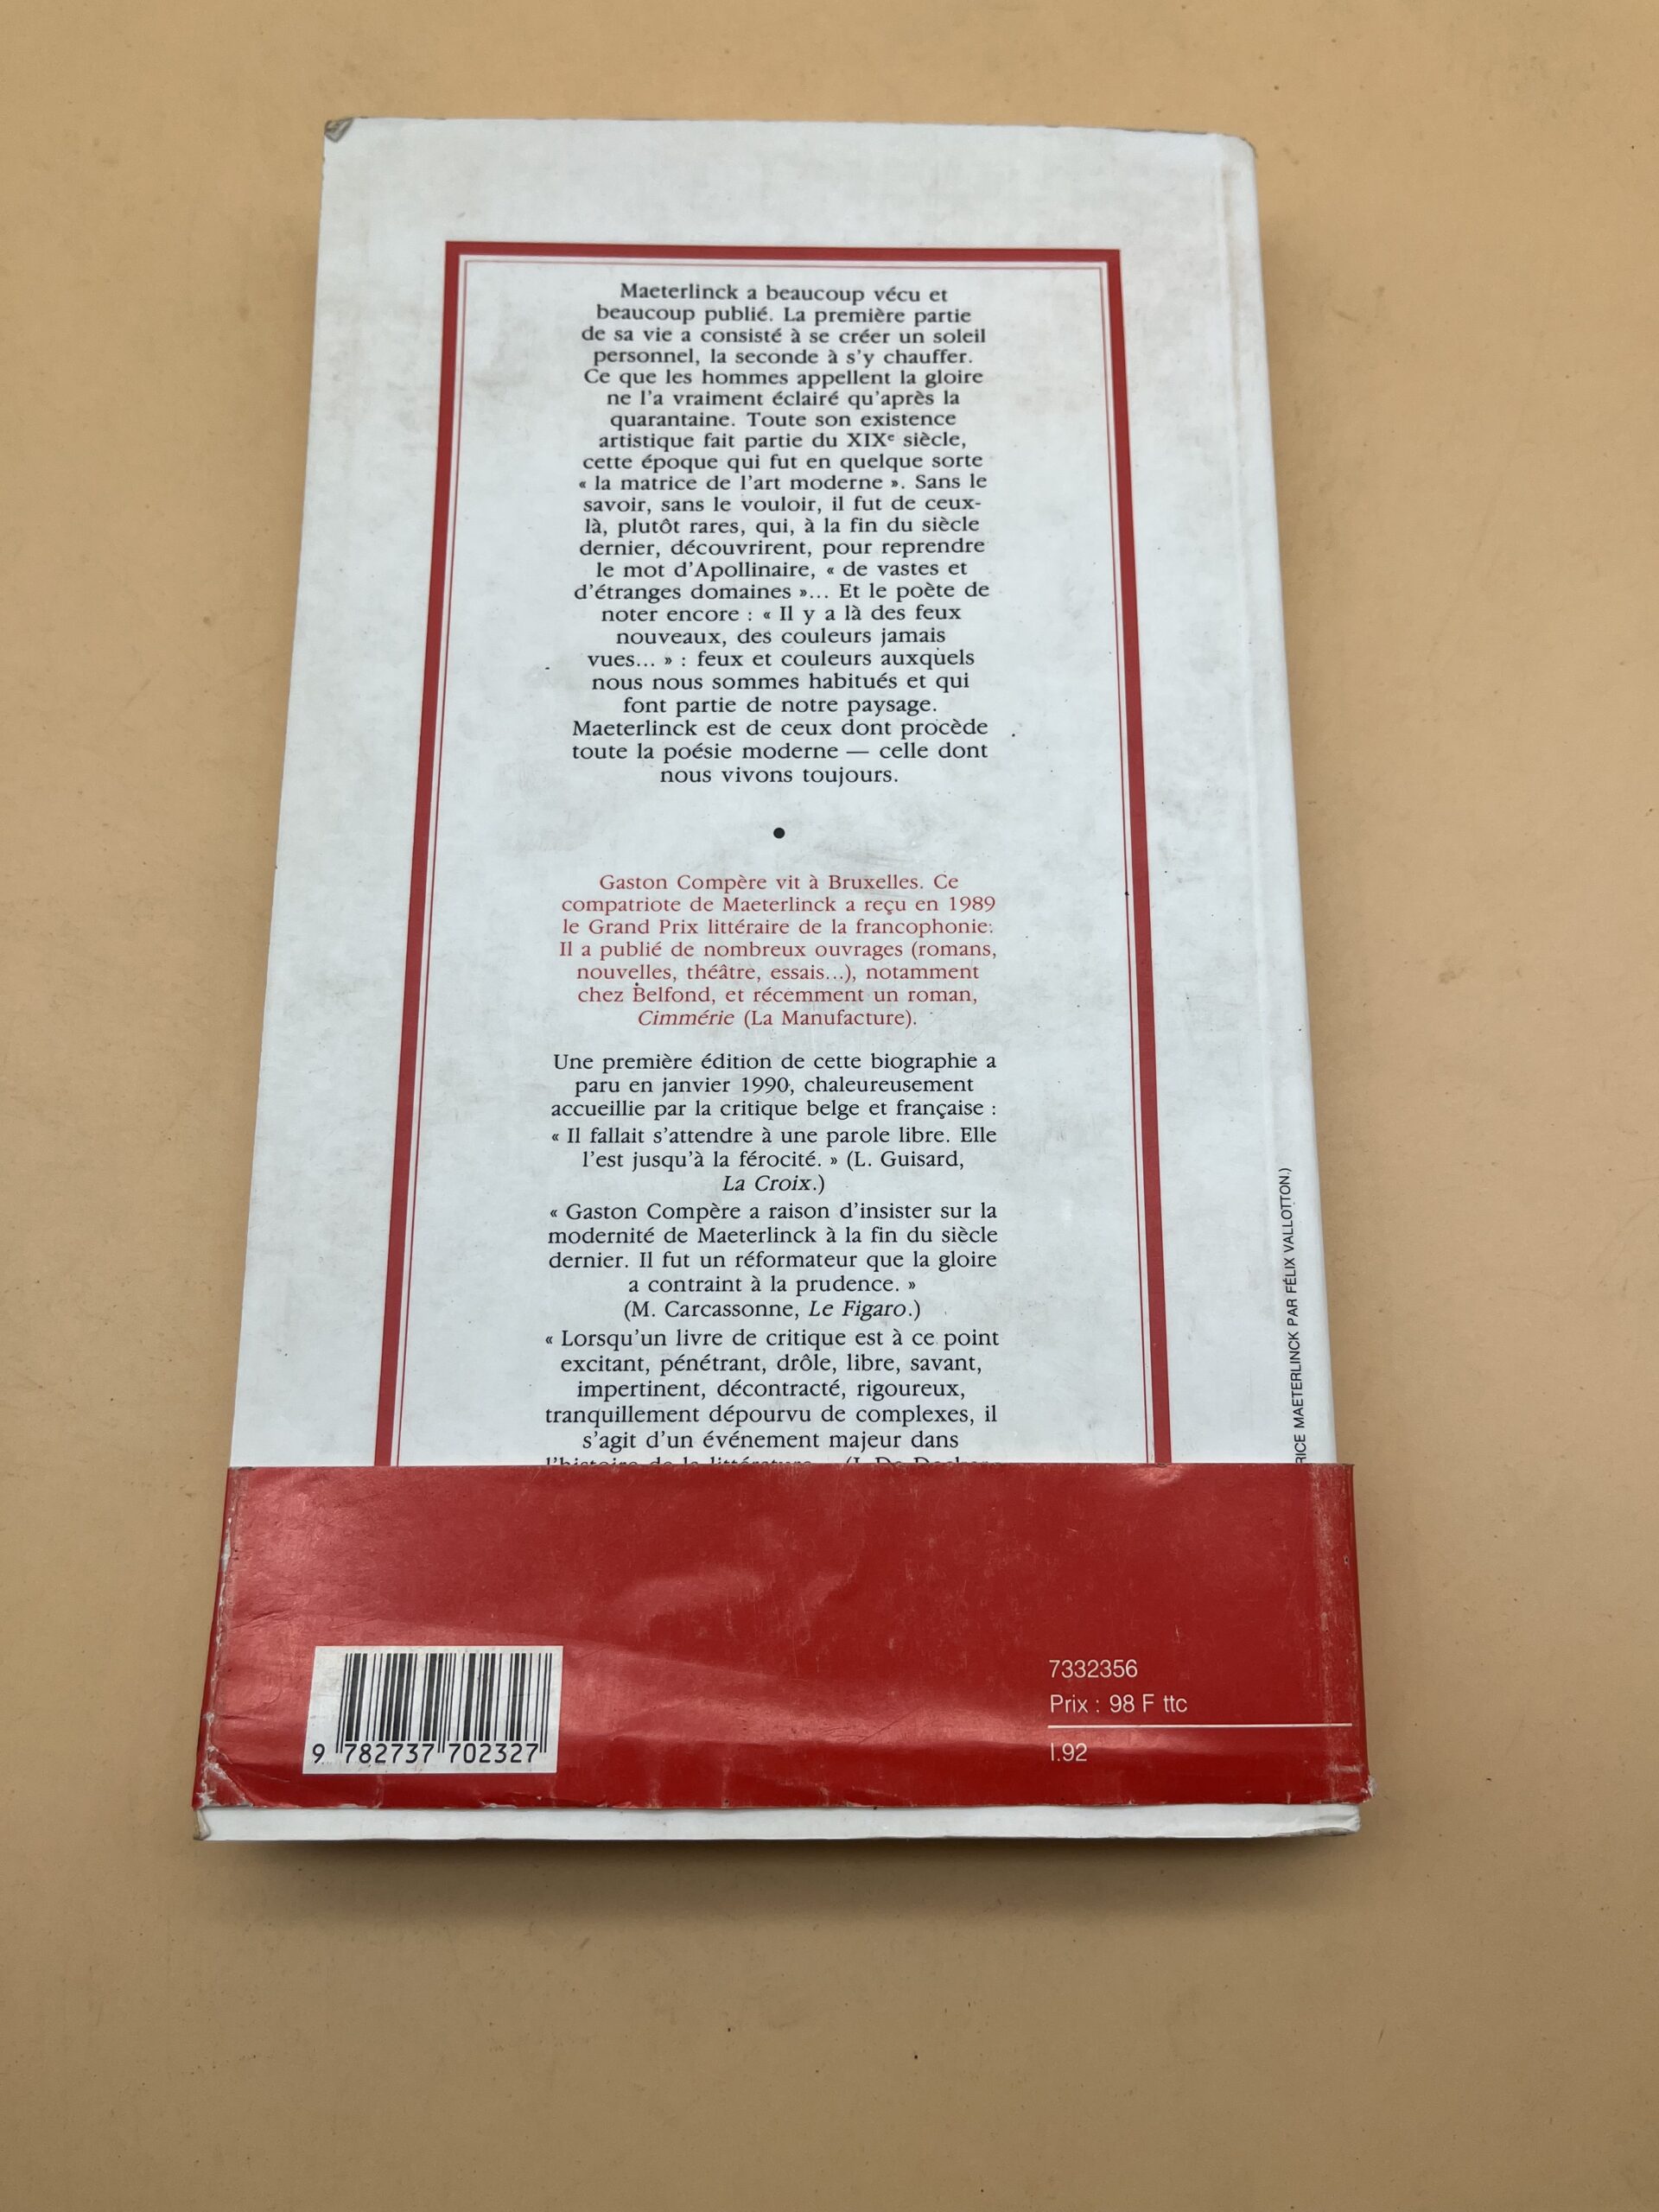 Maeterlinck a beaucoup vécu et
beaucoup publié. La première partie
de sa vie a consisté à se créer un soleil
personnel, la seconde à s'y chauffer.
Ce que les hommes appellent la gloire
ne l'a vraiment éclairé qu'après la
quarantaine. Toute son existence
artistique fait partie du XIXᵉ siècle,
cette époque qui fut en quelque sorte
« la matrice de l'art moderne ». Sans le
savoir, sans le vouloir, il fut de ceux-
là, plutôt rares, qui, à la fin du siècle
dernier, découvrirent, pour reprendre
le mot d'Apollinaire, « de vastes et
d'étranges domaines »... Et le poète de
noter encore : « Il y a là des feux
nouveaux, des couleurs jamais
vues... » : feux et couleurs auxquels
nous nous sommes habitués et qui
font partie de notre paysage.
Maeterlinck est de ceux dont procède
toute la poésie moderne — celle dont
nous vivons toujours.
•
Gaston Compère vit à Bruxelles. Ce
compatriote de Maeterlinck a reçu en 1989
le Grand Prix littéraire de la francophonie.
Il a publié de nombreux ouvrages (romans,
nouvelles, théâtre, essais...), notamment
chez Belfond, et récemment un roman,
Cimmérie (La Manufacture).
Une première édition de cette biographie a
paru en janvier 1990, chaleureusement
accueillie par la critique belge et française :
« Il fallait s'attendre à une parole libre. Elle
l'est jusqu'à la férocité. » (L. Guisard,
La Croix.)
« Gaston Compère a raison d'insister sur la
modernité de Maeterlinck à la fin du siècle
dernier. Il fut un réformateur que la gloire
a contraint à la prudence. »
(M. Carcassonne, Le Figaro.)
« Lorsqu'un livre de critique est à ce point
excitant, pénétrant, drôle, libre, savant,
impertinent, décontracté, rigoureux,
tranquillement dépourvu de complexes, il
s'agit d'un événement majeur dans
l'histoire de la littérature
RICE MAETERLINCK PAR FÉLIX VALLOTTON.)
7332356
Prix : 98 F ttc
I.92
9 782737 702327